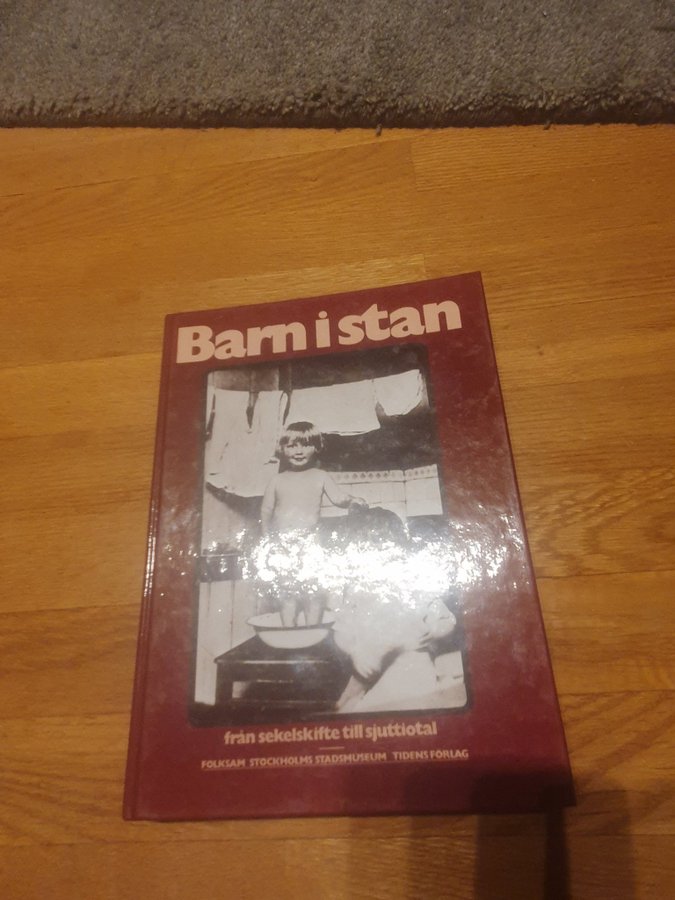 Barn i stan
från sekelskifte till sjuttiotal
FOLKSAM STOCKHOLMS STADSMUSEUM TIDENS FÖRLAG